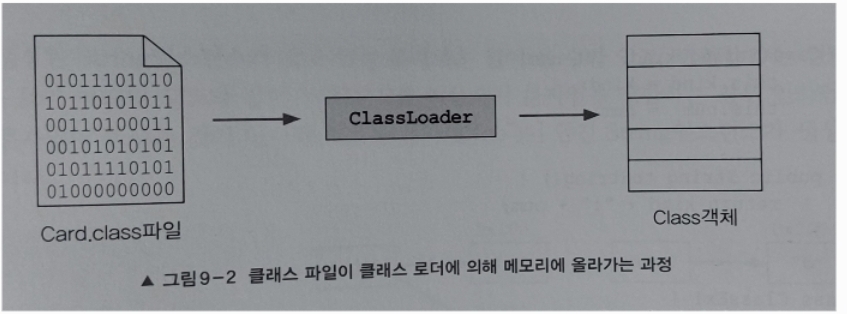 01011101010
10110101011
00110100011
00101010101
01011110101
01000000000
ClassLoader
Card.class파일
Class객체
▲ 그림9-2 클래스 파일이 클래스 로더에 의해 메모리에 올라가는 과정